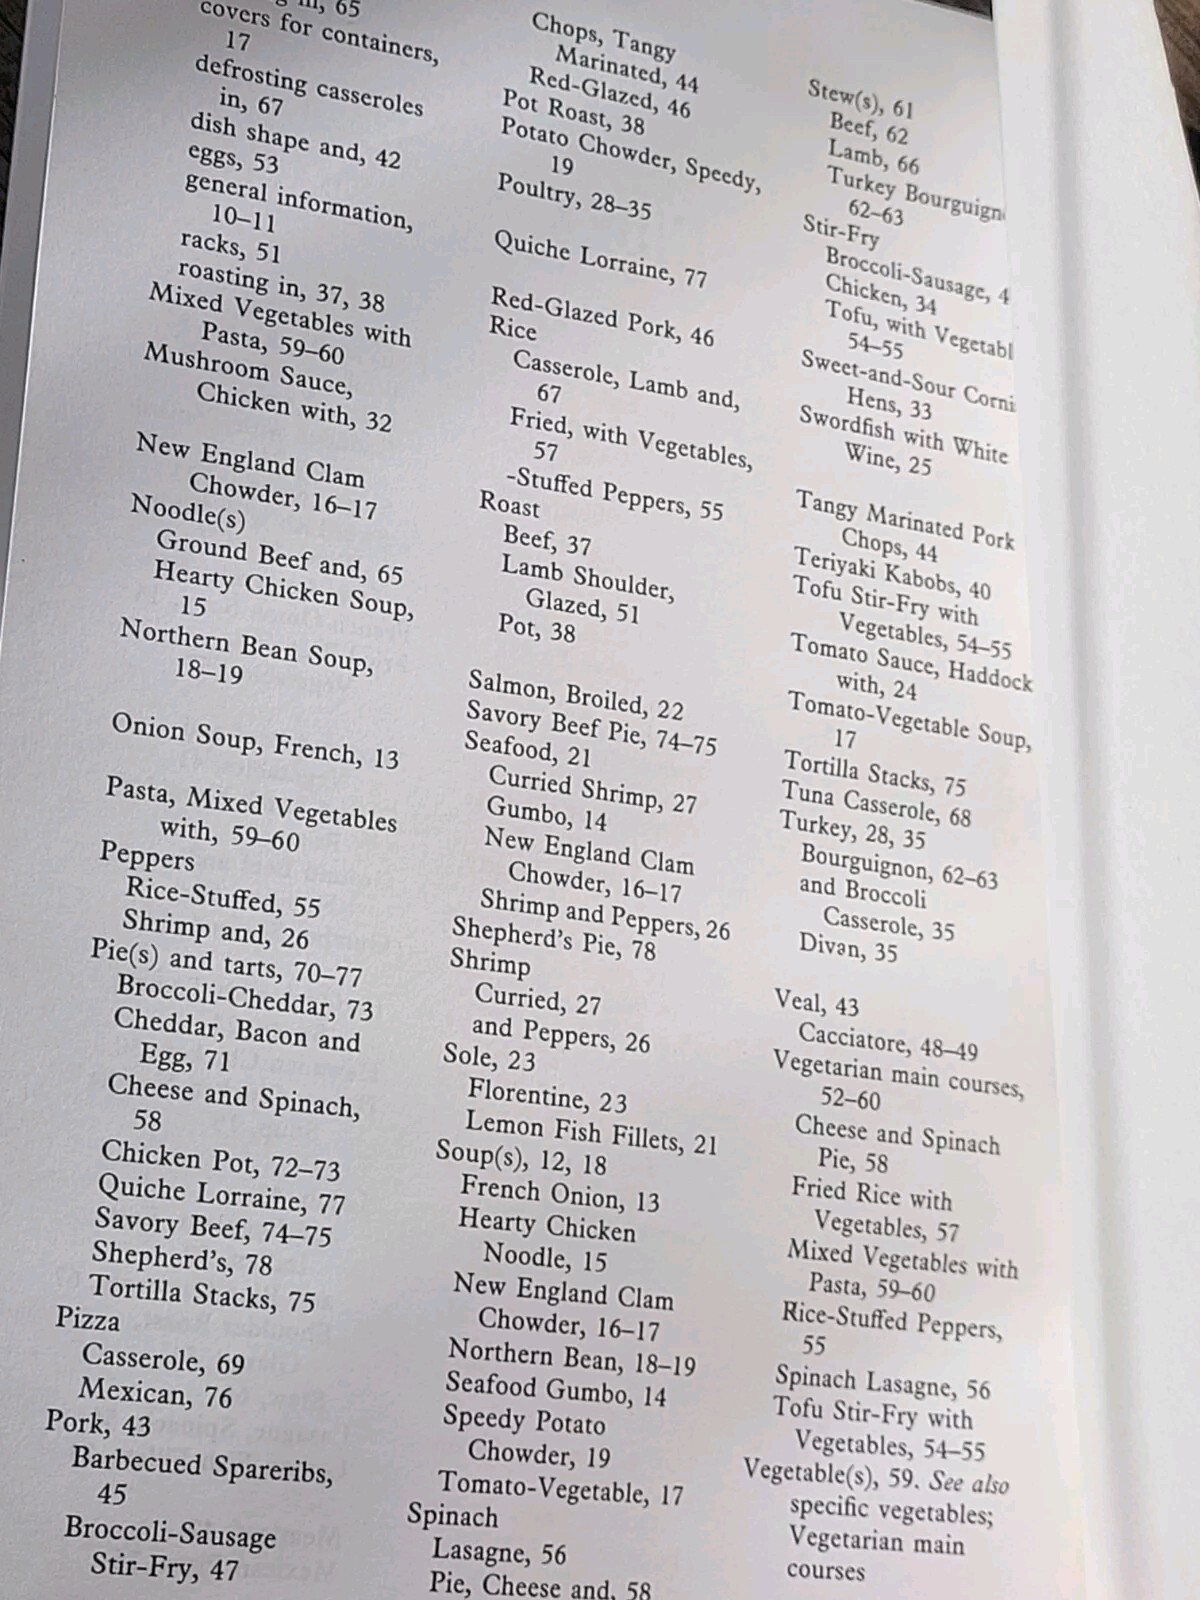 in, 65
covers for containers,
17
defrosting casseroles
in, 67
dish shape and, 42
eggs, 53
general information,
10–11
racks, 51
roasting in, 37, 38
Mixed Vegetables with
Pasta, 59–60
Mushroom Sauce,
Chicken with, 32
New England Clam
Chowder, 16–17
Noodle(s)
Ground Beef and, 65
Hearty Chicken Soup,
15
Northern Bean Soup,
18–19
Onion Soup, French, 13
Pasta, Mixed Vegetables
with, 59–60
Peppers
Rice-Stuffed, 55
Shrimp and, 26
Pie(s) and tarts, 70–77
Broccoli-Cheddar, 73
Cheddar, Bacon and
Egg, 71
Cheese and Spinach,
58
Chicken Pot, 72–73
Quiche Lorraine, 77
Savory Beef, 74–75
Shepherd's, 78
Tortilla Stacks, 75
Pizza
Casserole, 69
Mexican, 76
Pork, 43
Barbecued Spareribs,
45
Broccoli-Sausage
Stir-Fry, 47
Chops, Tangy
Marinated, 44
Red-Glazed, 46
Pot Roast, 38
Potato Chowder, Speedy,
19
Poultry, 28–35
Quiche Lorraine, 77
Red-Glazed Pork, 46
Rice
Casserole, Lamb and,
67
Fried, with Vegetables,
57
-Stuffed Peppers, 55
Roast
Beef, 37
Lamb Shoulder,
Glazed, 51
Pot, 38
Salmon, Broiled, 22
Savory Beef Pie, 74–75
Seafood, 21
Curried Shrimp, 27
Gumbo, 14
New England Clam
Chowder, 16–17
Shrimp and Peppers, 26
Shepherd's Pie, 78
Shrimp
Curried, 27
and Peppers, 26
Sole, 23
Florentine, 23
Lemon Fish Fillets, 21
Soup(s), 12, 18
French Onion, 13
Hearty Chicken
Noodle, 15
New England Clam
Chowder, 16–17
Northern Bean, 18–19
Seafood Gumbo, 14
Speedy Potato
Chowder, 19
Tomato-Vegetable, 17
Spinach
Lasagne, 56
Pie, Cheese and, 58
Stew(s), 61
Beef, 62
Lamb, 66
Turkey Bourguign
62–63
Stir-Fry
Broccoli-Sausage, 4
Chicken, 34
Tofu, with Vegetabl
54–55
Sweet-and-Sour Corni
Hens, 33
Swordfish with White
Wine, 25
Tangy Marinated Pork
Chops, 44
Teriyaki Kabobs, 40
Tofu Stir-Fry with
Vegetables, 54–55
Tomato Sauce, Haddock
with, 24
Tomato-Vegetable Soup,
17
Tortilla Stacks, 75
Tuna Casserole, 68
Turkey, 28, 35
Bourguignon, 62–63
and Broccoli
Casserole, 35
Divan, 35
Veal, 43
Cacciatore, 48–49
Vegetarian main courses,
52–60
Cheese and Spinach
Pie, 58
Fried Rice with
Vegetables, 57
Mixed Vegetables with
Pasta, 59–60
Rice-Stuffed Peppers,
55
Spinach Lasagne, 56
Tofu Stir-Fry with
Vegetables, 54–55
Vegetable(s), 59. See also
specific vegetables;
Vegetarian main
courses